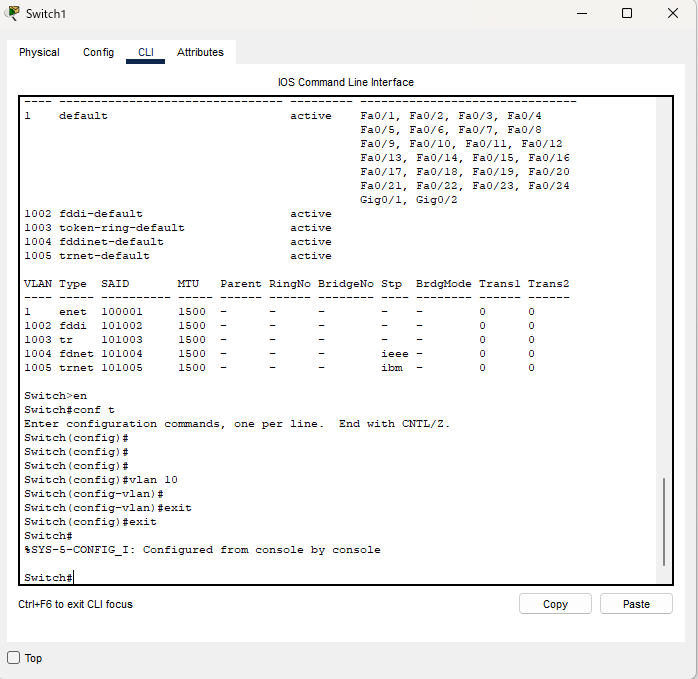 Switch1
Physical Config CLI Attributes
IOS Command Line Interface
---- -------------------------------- --------- -------------------------------
1    default                          active    Fa0/1, Fa0/2, Fa0/3, Fa0/4
                                                Fa0/5, Fa0/6, Fa0/7, Fa0/8
                                                Fa0/9, Fa0/10, Fa0/11, Fa0/12
                                                Fa0/13, Fa0/14, Fa0/15, Fa0/16
                                                Fa0/17, Fa0/18, Fa0/19, Fa0/20
                                                Fa0/21, Fa0/22, Fa0/23, Fa0/24
                                                Gig0/1, Gig0/2
1002 fddi-default                     active
1003 token-ring-default               active
1004 fddinet-default                  active
1005 trnet-default                    active
VLAN Type  SAID       MTU   Parent RingNo BridgeNo Stp  BrdgMode Trans1 Trans2
---- ----- ---------- ----- ------ ------ -------- ---- -------- ------ ------
1    enet  100001     1500  -      -      -        -    -        0      0
1002 fddi  101002     1500  -      -      -        -    -        0      0
1003 tr    101003     1500  -      -      -        -    -        0      0
1004 fdnet 101004     1500  -      -      -        ieee -        0      0
1005 trnet 101005     1500  -      -      -        ibm  -        0      0
Switch>en
Switch#conf t
Enter configuration commands, one per line.  End with CNTL/Z.
Switch(config)#
Switch(config)#
Switch(config)#
Switch(config)#vlan 10
Switch(config-vlan)#
Switch(config-vlan)#exit
Switch(config)#exit
Switch#
%SYS-5-CONFIG_I: Configured from console by console
Switch#
Ctrl+F6 to exit CLI focus
Copy Paste
Top